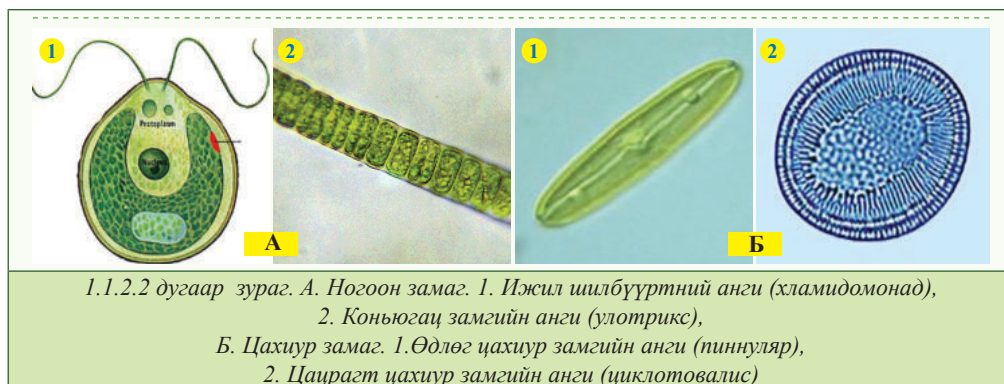 1
2
1
2
Protoplasm
Nucleus
А
Б
1.1.2.2 дугаар зураг. А. Ногоон замаг. 1. Ижил шилбүүртний анги (хламидомонад),
2. Коньюгац замгийн анги (улотрикс),
Б. Цахиур замаг. 1.Өдлөг цахиур замгийн анги (пиннуляр),
2. Цацрагт цахиур замгийн анги (циклотовалис)